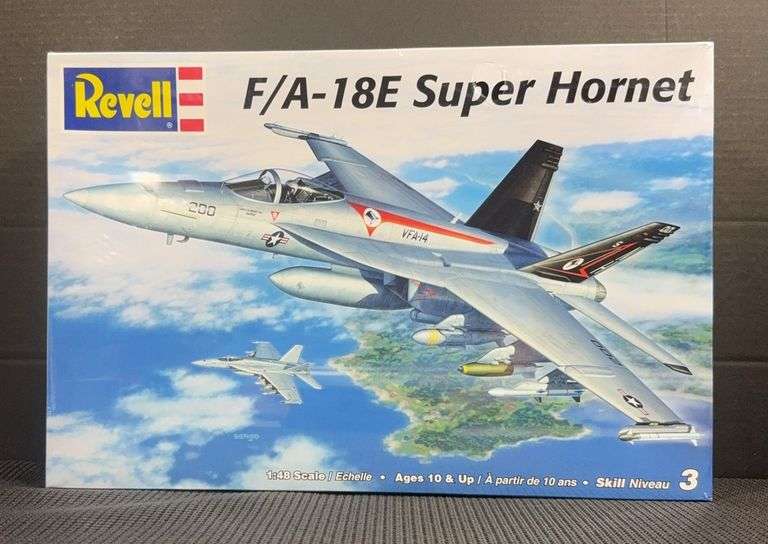 Revell®
F/A-18E Super Hornet
200
VFA-14
200
1:48 Scale / Echelle • Ages 10 & Up / À partir de 10 ans • Skill Niveau 3